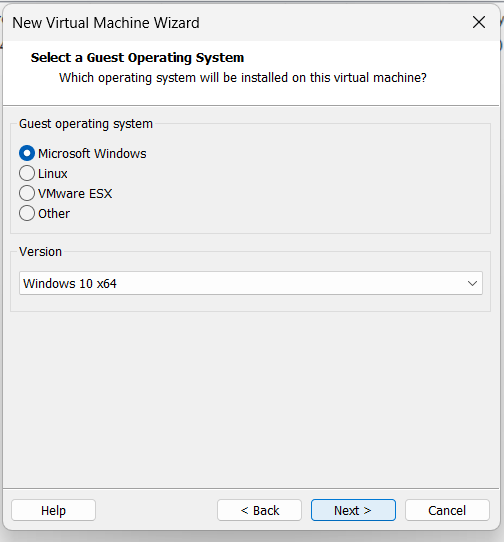 New Virtual Machine Wizard
Select a Guest Operating System
Which operating system will be installed on this virtual machine?
Guest operating system
Microsoft Windows
Linux
VMware ESX
Other
Version
Windows 10 x64
Help
< Back
Next >
Cancel